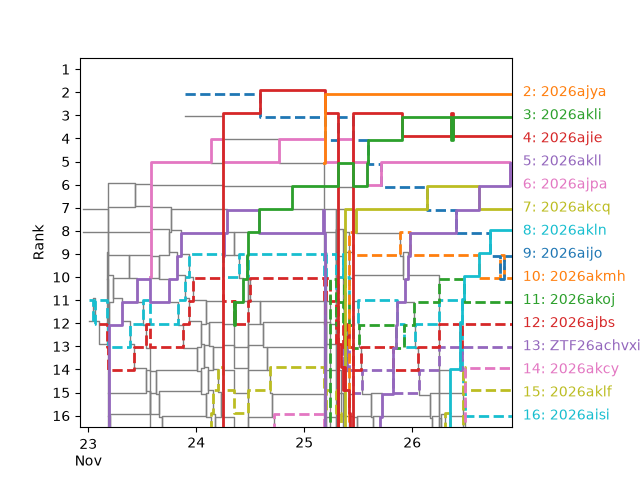 1
2
3
4
5
6
7
8
9
10
11
12
13
14
15
16
Rank
23
24
25
26
Nov
2: 2026ajya
3: 2026akli
4: 2026ajie
5: 2026akll
6: 2026ajpa
7: 2026akcq
8: 2026akln
9: 2026aijo
10: 2026akmh
11: 2026akoj
12: 2026ajbs
13: ZTF26achvxi
14: 2026akcy
15: 2026aklf
16: 2026aisi